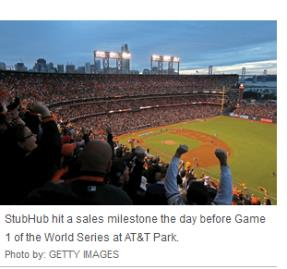 StubHub hit a sales milestone the day before Game
1 of the World Series at AT&T Park.
Photo by: GETTY IMAGES